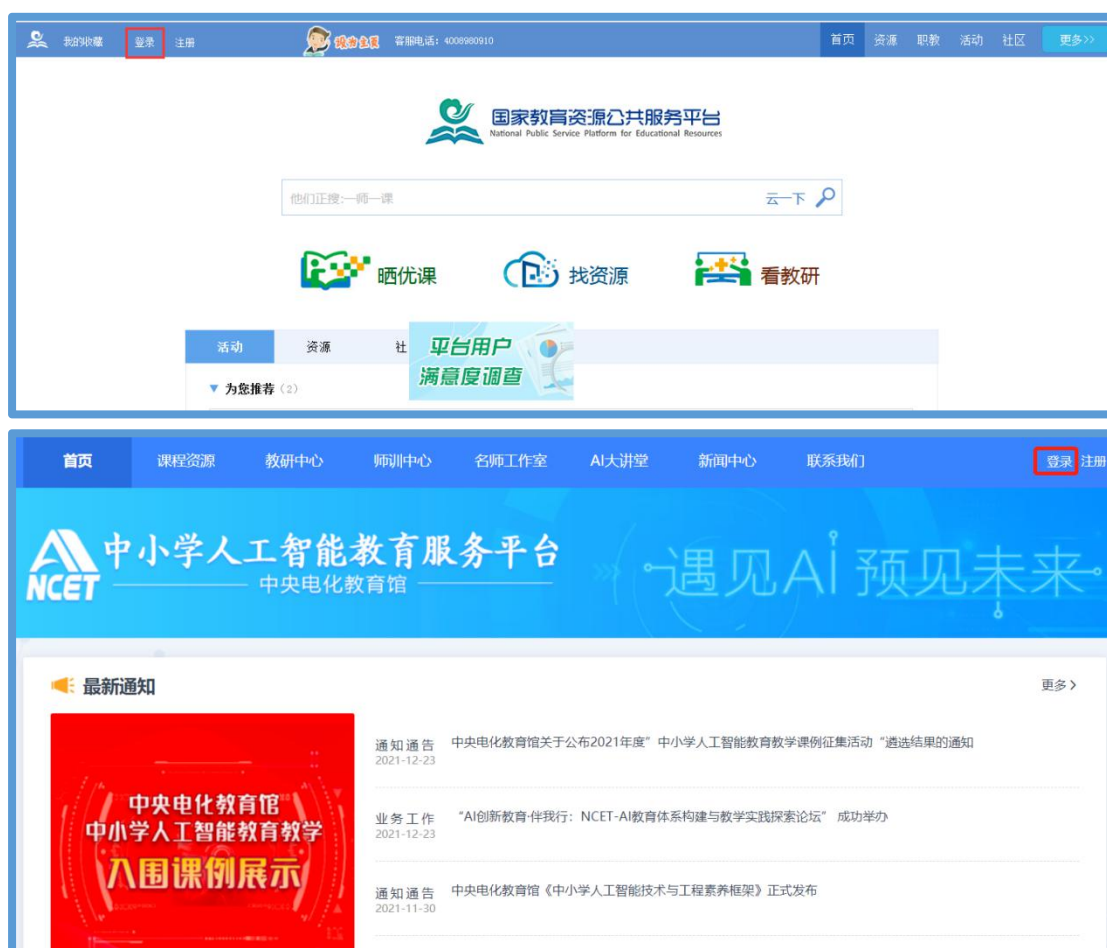 我的收藏 登录 注册 设为主页 客服电话：4008980910 首页 资源 职教 活动 社区 更多>>
国家教育资源公共服务平台
National Public Service Platform for Educational Resources
他们正搜:一师一课 云一下
晒优课 找资源 看教研
活动 资源 社
平台用户
满意度调查
为您推荐（2）
首页 课程资源 教研中心 师训中心 名师工作室 AI大讲堂 新闻中心 联系我们 登录 注册
NCET 中小学人工智能教育服务平台
中央电化教育馆
遇见AI 预见未来
最新通知 更多
中央电化教育馆
中小学人工智能教育教学
入围课例展示
通知通告 中央电化教育馆关于公布2021年度”中小学人工智能教育教学课例征集活动“遴选结果的通知
2021-12-23
业务工作 “AI创新教育·伴我行：NCET-AI教育体系构建与教学实践探索论坛” 成功举办
2021-12-23
通知通告 中央电化教育馆《中小学人工智能技术与工程素养框架》正式发布
2021-11-30